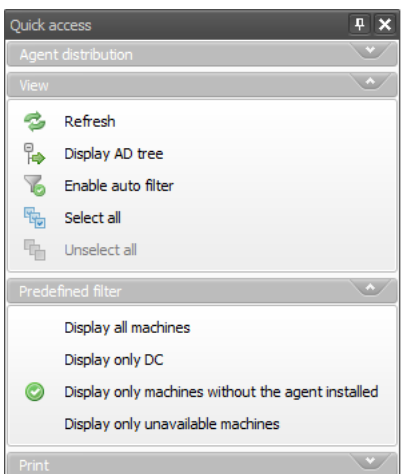 Quick access
Agent distribution
View
Refresh
Display AD tree
Enable auto filter
Select all
Unselect all
Predefined filter
Display all machines
Display only DC
Display only machines without the agent installed
Display only unavailable machines
Print